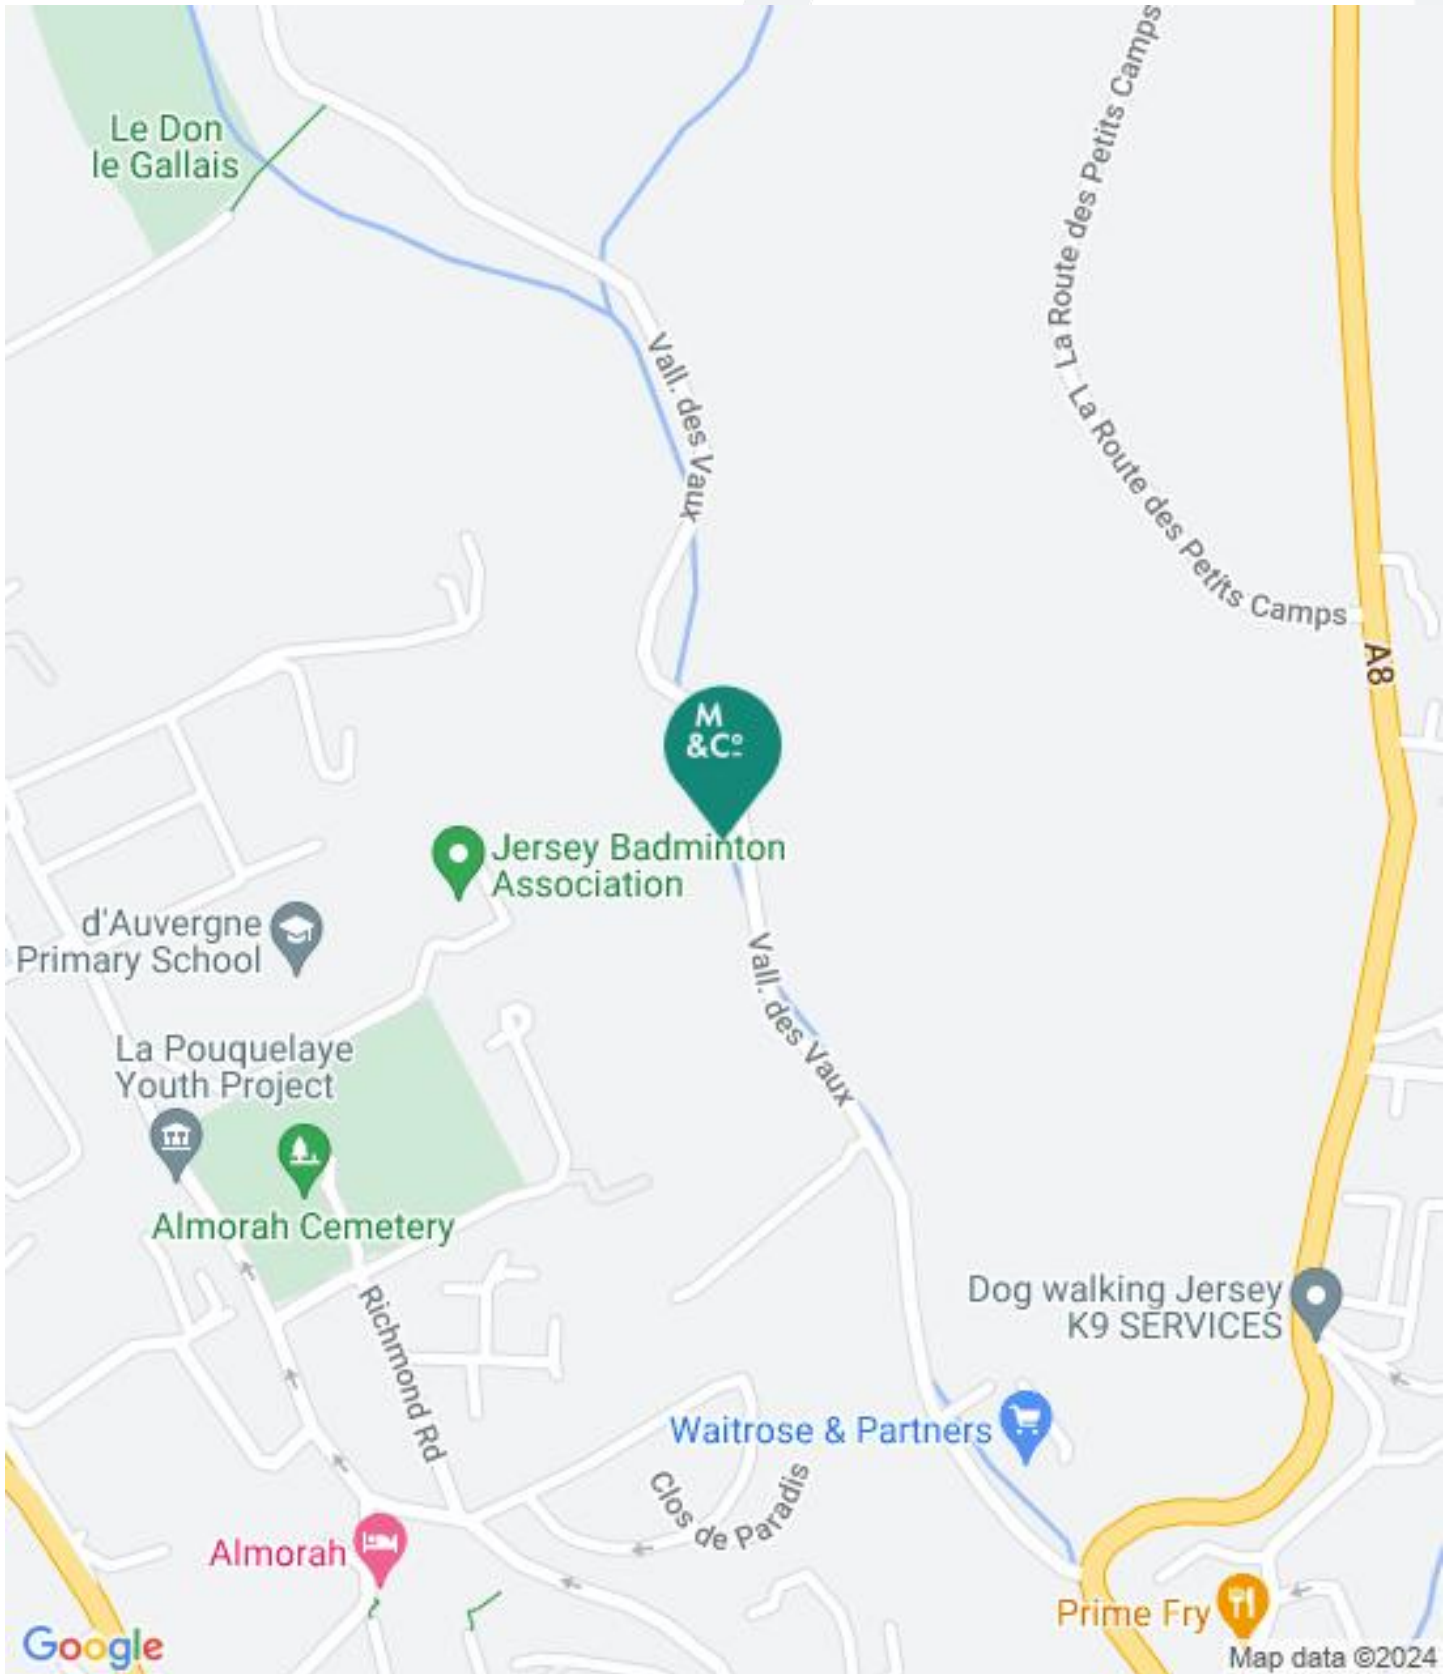 La Route des Petits Camps
Le Don
le Gallais
Vall. des Vaux
La Route des Petits Camps
A8
M
&Cº
Jersey Badminton
Association
d'Auvergne
Primary School
Vall. des Vaux
La Pouquelaye
Youth Project
Almorah Cemetery
Dog walking Jersey
K9 SERVICES
Richmond Rd
Waitrose & Partners
Clos de Paradis
Almorah
Prime Fry
Google
Map data ©2024